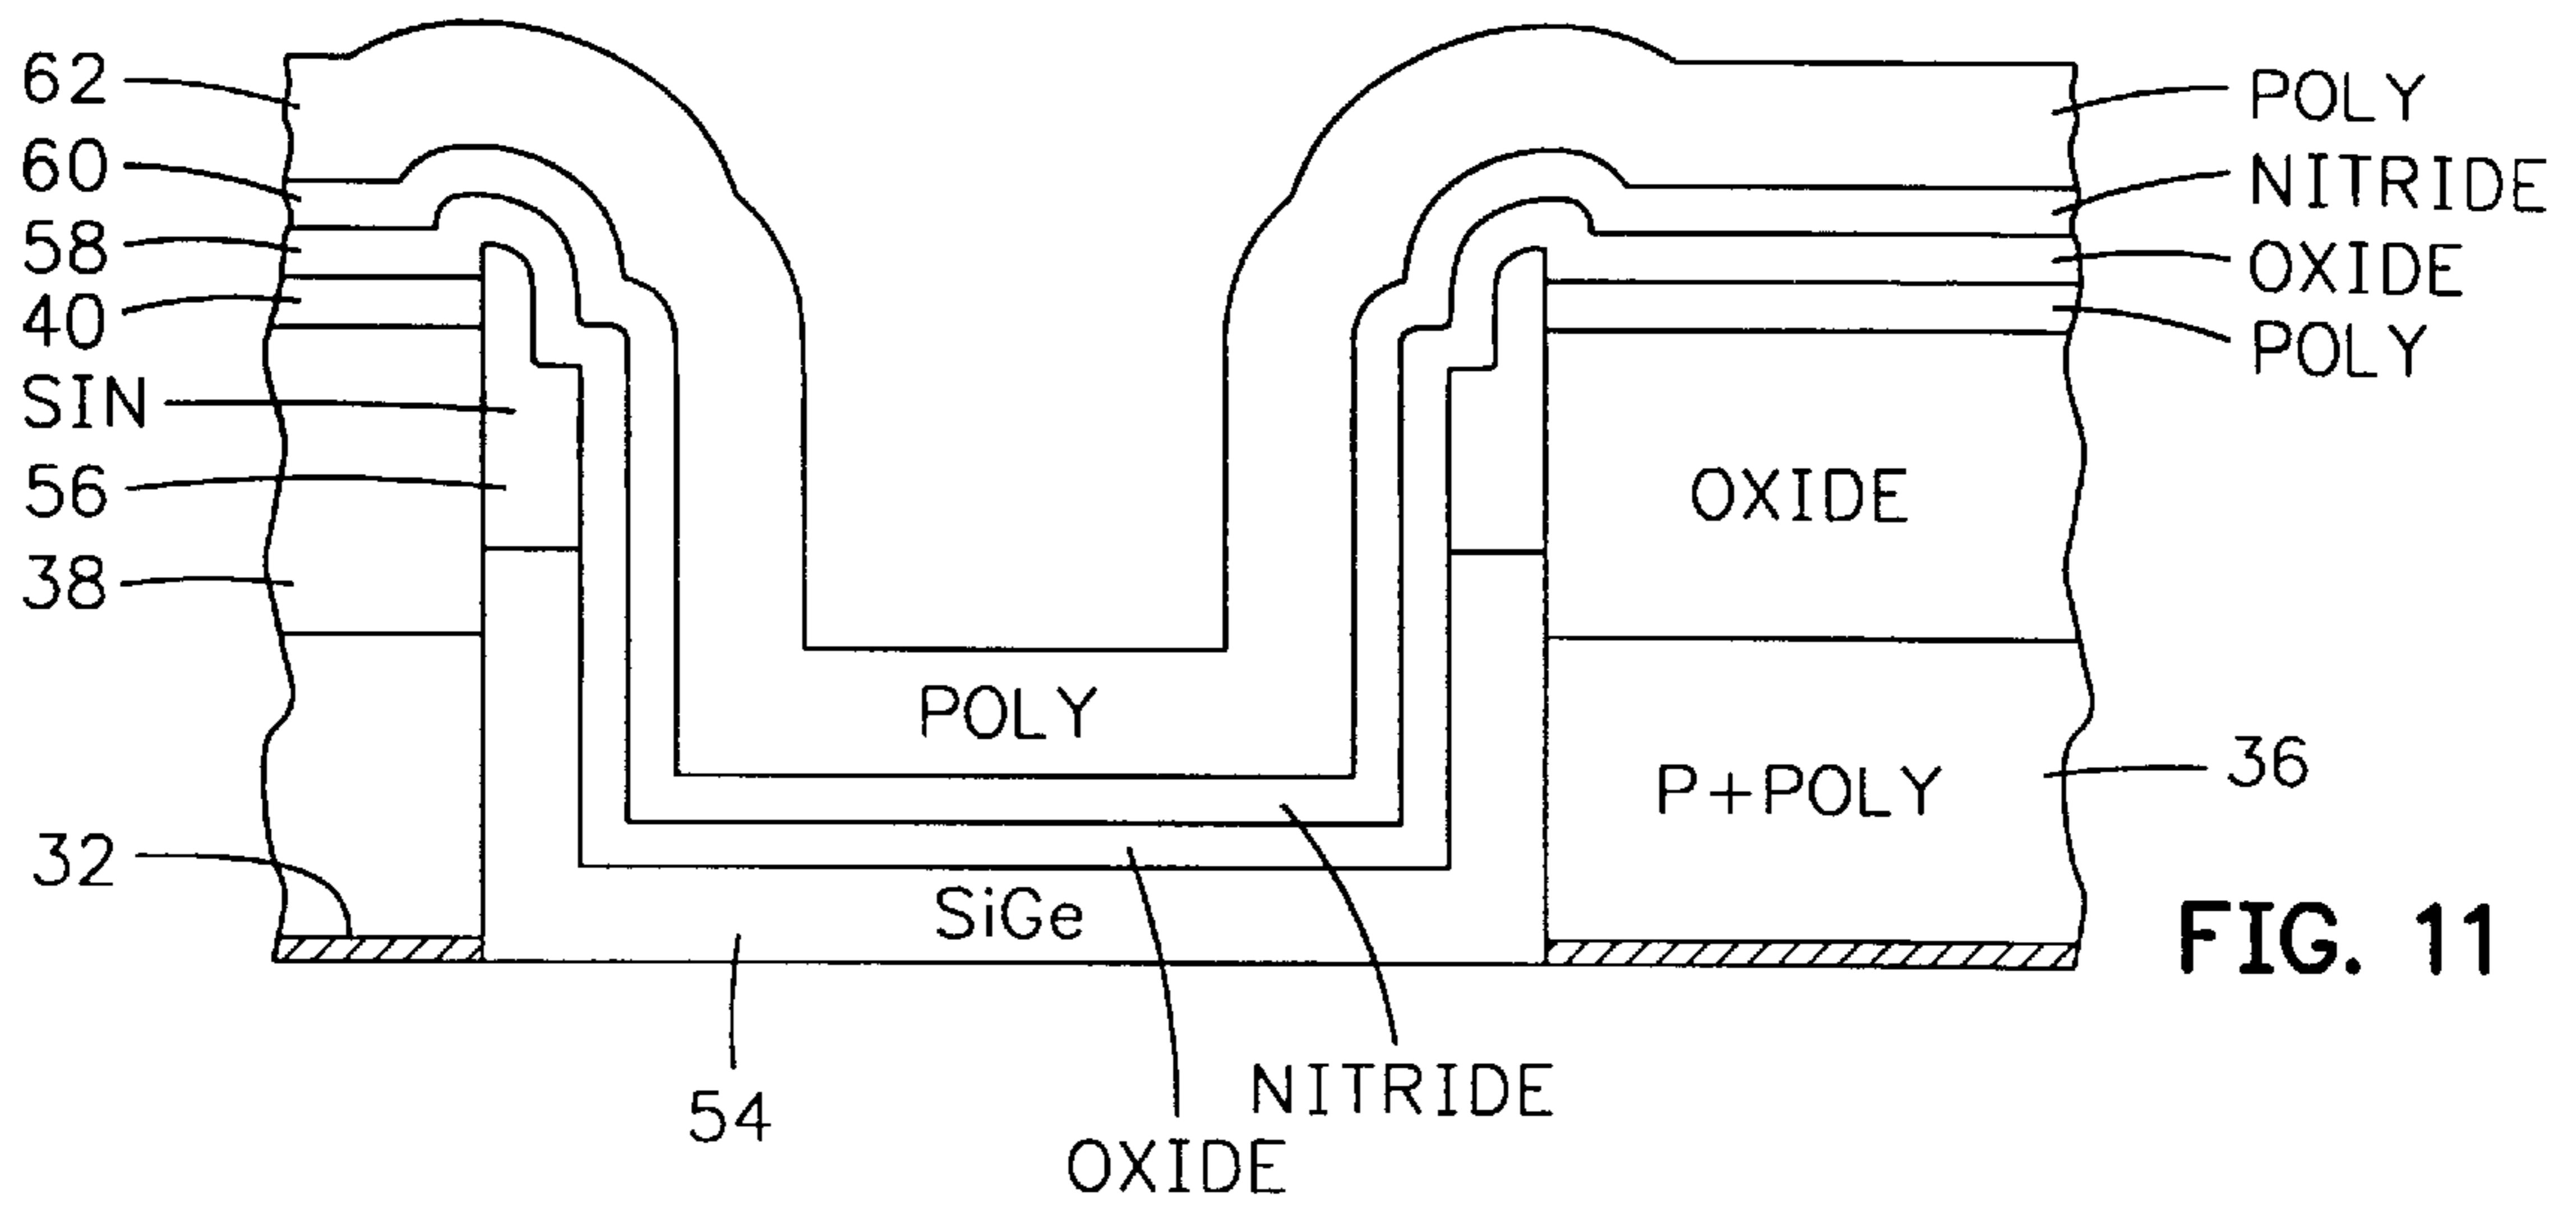 62
60
58
40
SIN
56
38
32
POLY
NITRIDE
OXIDE
POLY
OXIDE
P+POLY
36
POLY
SiGe
54
NITRIDE
OXIDE
FIG. 11